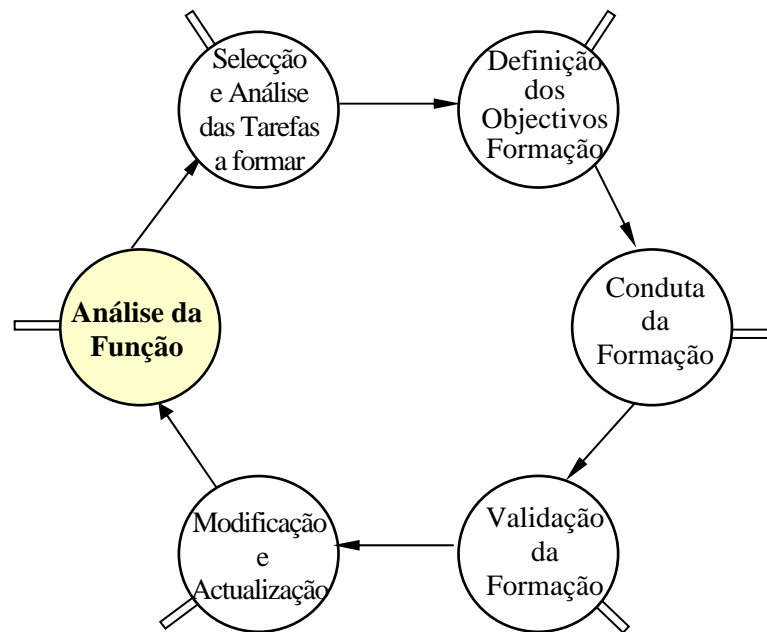 Selecção
e Análise
das Tarefas
a formar
Definição
dos
Objectivos
Formação
Conduta
da
Formação
Validação
da
Formação
Modificação
e
Actualização
Análise da
Função